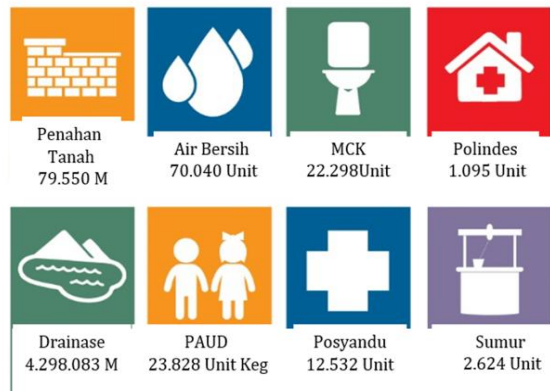 Penahan
Tanah
79.550 M
Air Bersih
70.040 Unit
MCK
22.298Unit
Polindes
1.095 Unit
Drainase
4.298.083 M
PAUD
23.828 Unit Keg
Posyandu
12.532 Unit
Sumur
2.624 Unit